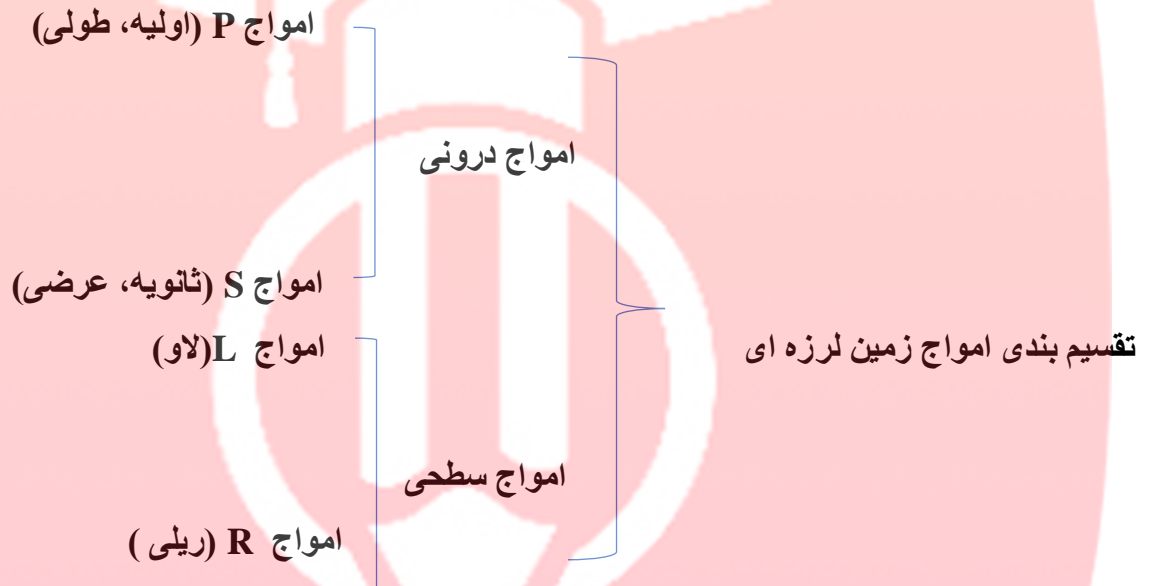 تقسیم بندی امواج زمین لرزه ای
امواج درونی
امواج P (اولیه، طولی)
امواج S (ثانویه، عرضی)
امواج سطحی
امواج L(لاو)
امواج R (ریلی )